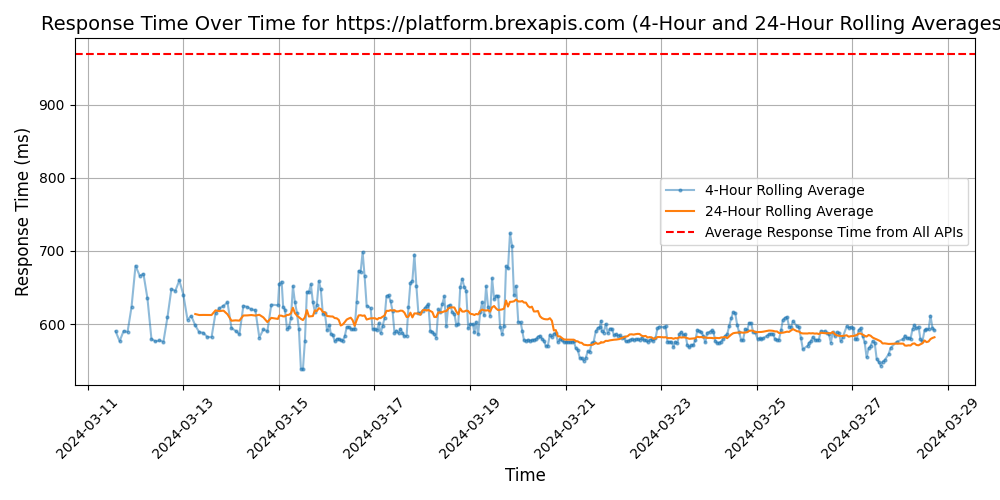 Response Time Over Time for https://platform.brexapis.com (4-Hour and 24-Hour Rolling Averages
Response Time (ms)
900
800
700
600
4-Hour Rolling Average
24-Hour Rolling Average
Average Response Time from All APIs
2024-03-11
2024-03-13
2024-03-15
2024-03-17
2024-03-19
2024-03-21
2024-03-23
2024-03-25
2024-03-27
2024-03-29
Time